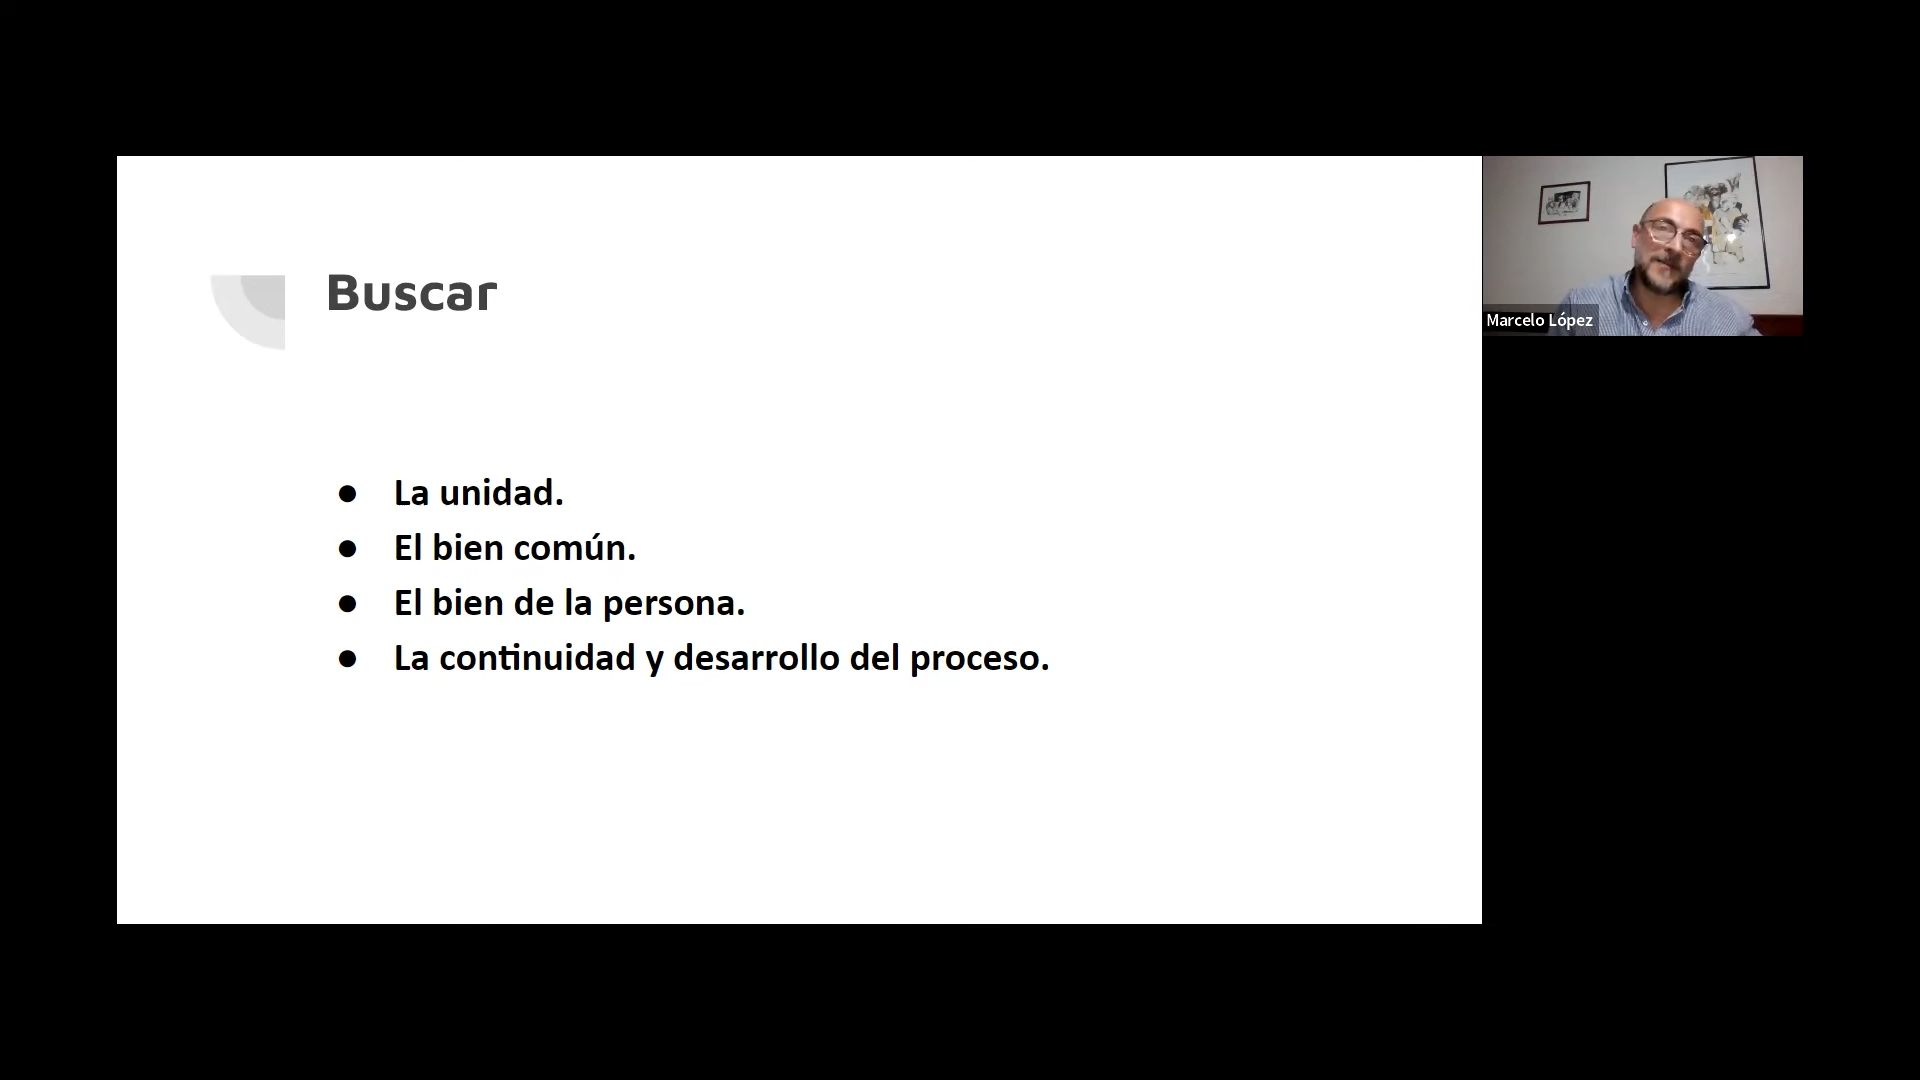 Buscar
● La unidad.
● El bien común.
● El bien de la persona.
● La continuidad y desarrollo del proceso.
Marcelo López